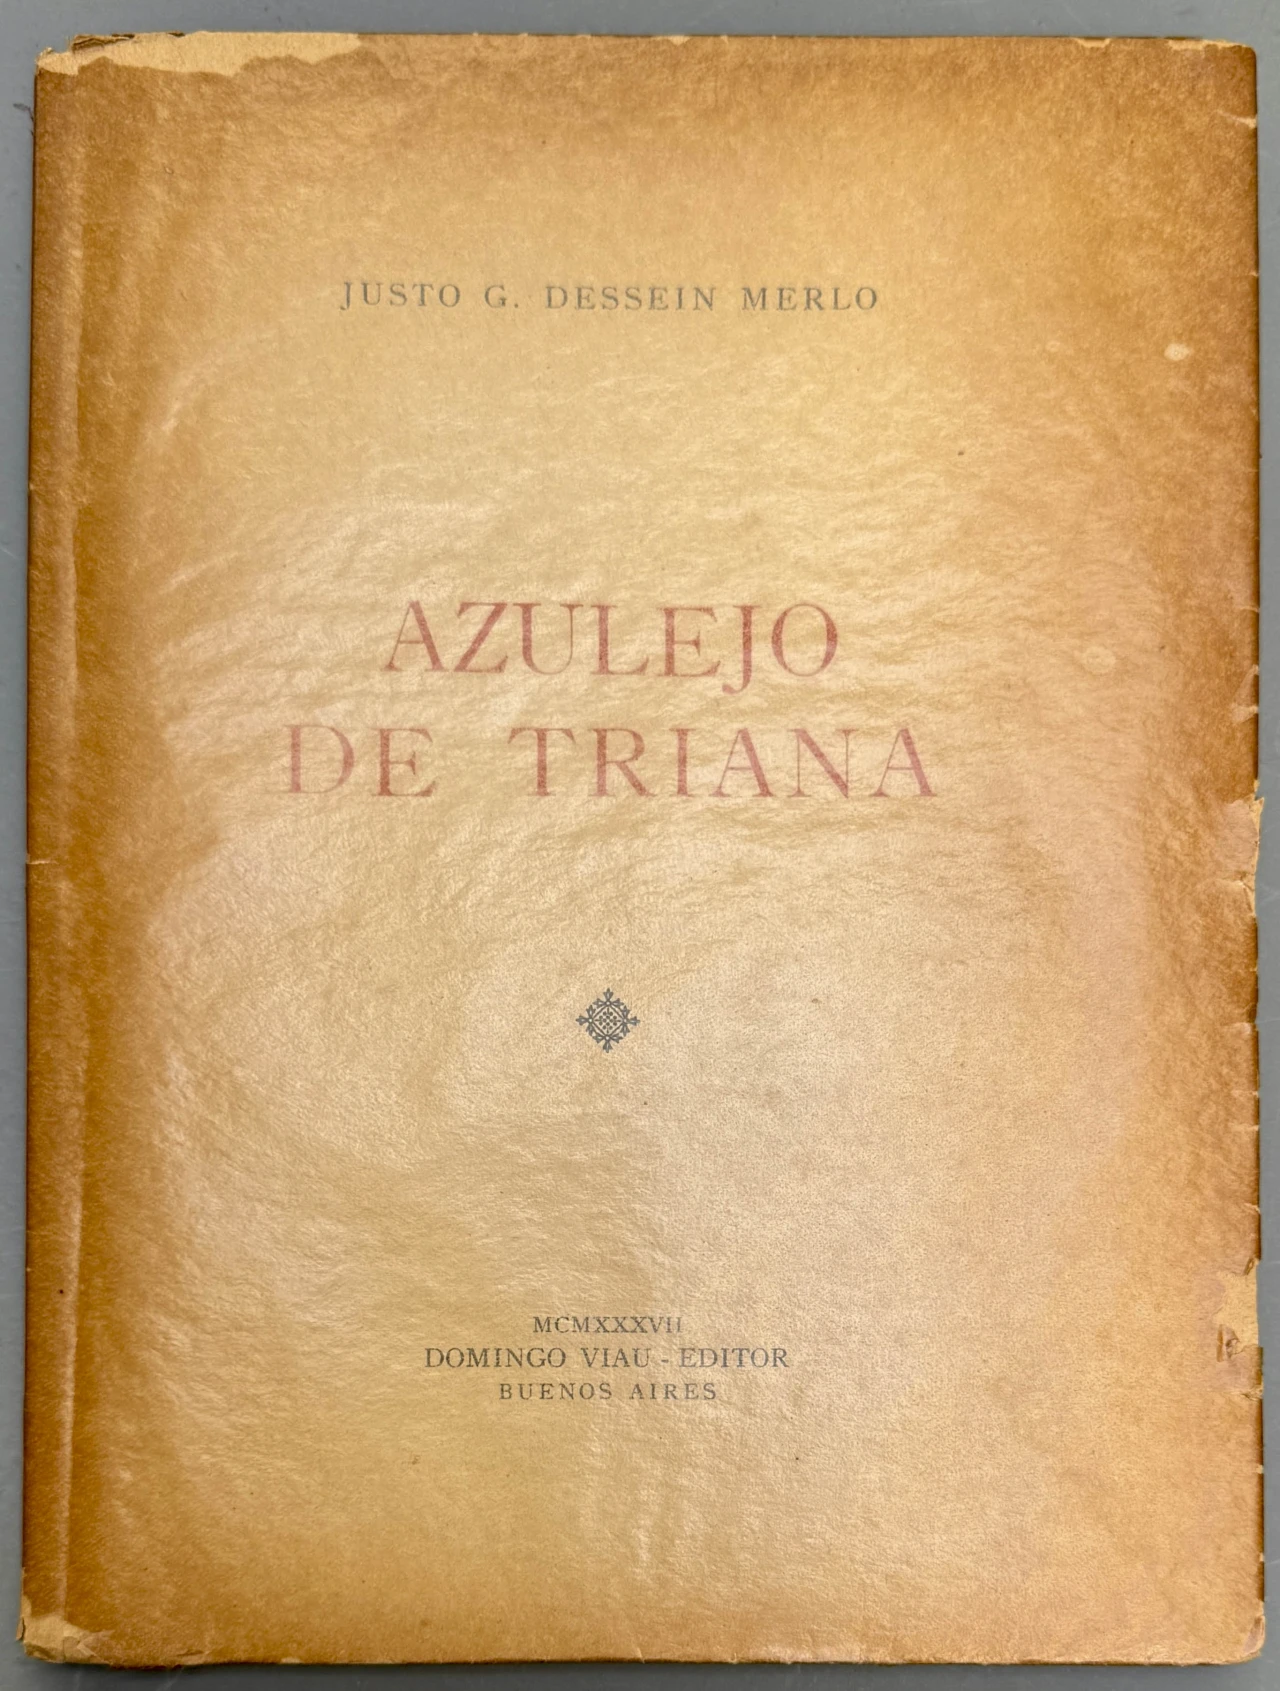 JUSTO G. DESSEIN MERLO
AZULEJO
DE TRIANA
MCMXXXVII
DOMINGO VIAU - EDITOR
BUENOS AIRES